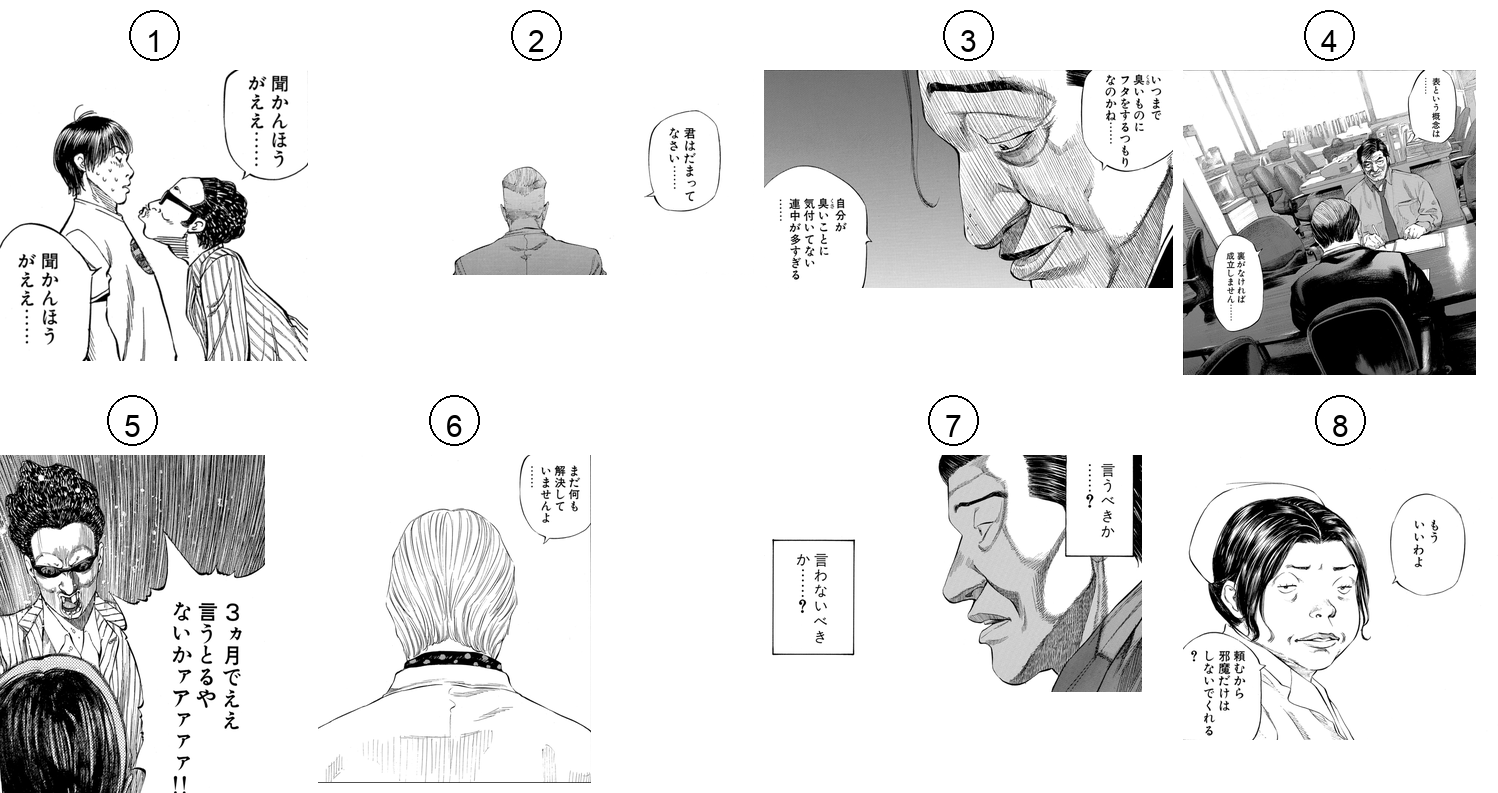 1
聞かんほう
がええ……
聞かんほう
がええ……
2
君はだまって
なさい……
3
いつまで
臭いものに
フタをするつもり
なのかね……
自分が
臭いことに
気付いてない
連中が多すぎる
……
4
表という概念は
……
裏がなければ
成立しません……
5
3ヵ月でええ
言うとるや
ないかァアァァァ!!
6
まだ何も
解決して
いませんよ
……
7
言うべきか
……?
言わないべき
か……?
8
もう
いいわよ
頼むから
邪魔だけは
しないでくれる
?